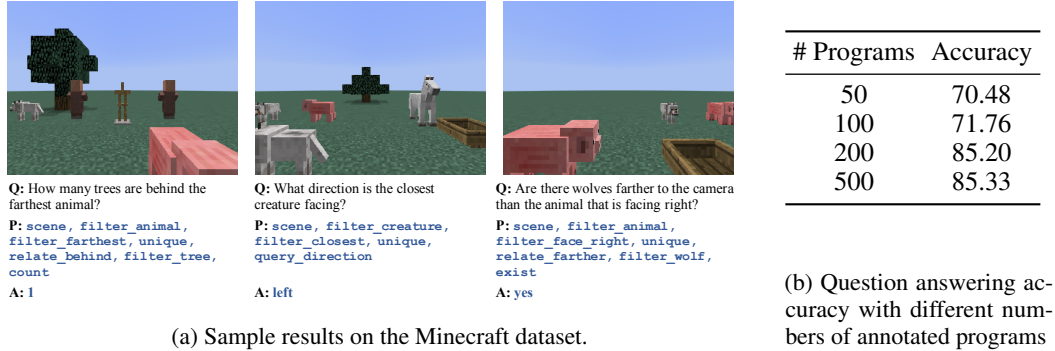 Q: How many trees are behind the
farthest animal?
P: scene, filter_animal,
filter_farthest, unique,
relate_behind, filter_tree,
count
A: 1
Q: What direction is the closest
creature facing?
P: scene, filter_creature,
filter_closest, unique,
query_direction
A: left
Q: Are there wolves farther to the camera
than the animal that is facing right?
P: scene, filter_animal,
filter_face_right, unique,
relate_farther, filter_wolf,
exist
A: yes
(a) Sample results on the Minecraft dataset.
# Programs Accuracy
50 70.48
100 71.76
200 85.20
500 85.33
(b) Question answering ac-
curacy with different num-
bers of annotated programs